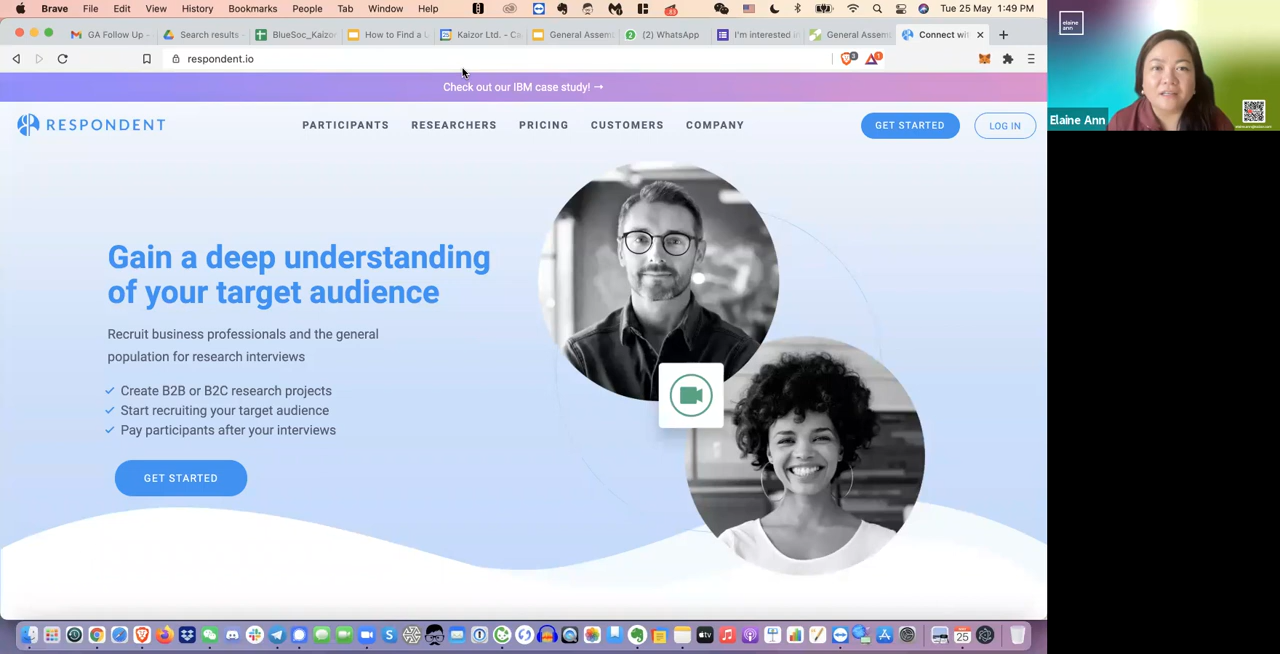 Brave File Edit View History Bookmarks People Tab Window Help Tue 25 May 1:49 PM
GA Follow Up - Search results - BlueSoc_Kaizor How to Find a U Kaizor Ltd. - Ca General Assem (2) WhatsApp I'm interested in General Assem Connect wi
respondent.io
Check out our IBM case study! →
RESPONDENT PARTICIPANTS RESEARCHERS PRICING CUSTOMERS COMPANY GET STARTED LOG IN
Gain a deep understanding
of your target audience
Recruit business professionals and the general
population for research interviews
Create B2B or B2C research projects
Start recruiting your target audience
Pay participants after your interviews
GET STARTED
elaine
ann
Elaine Ann
25